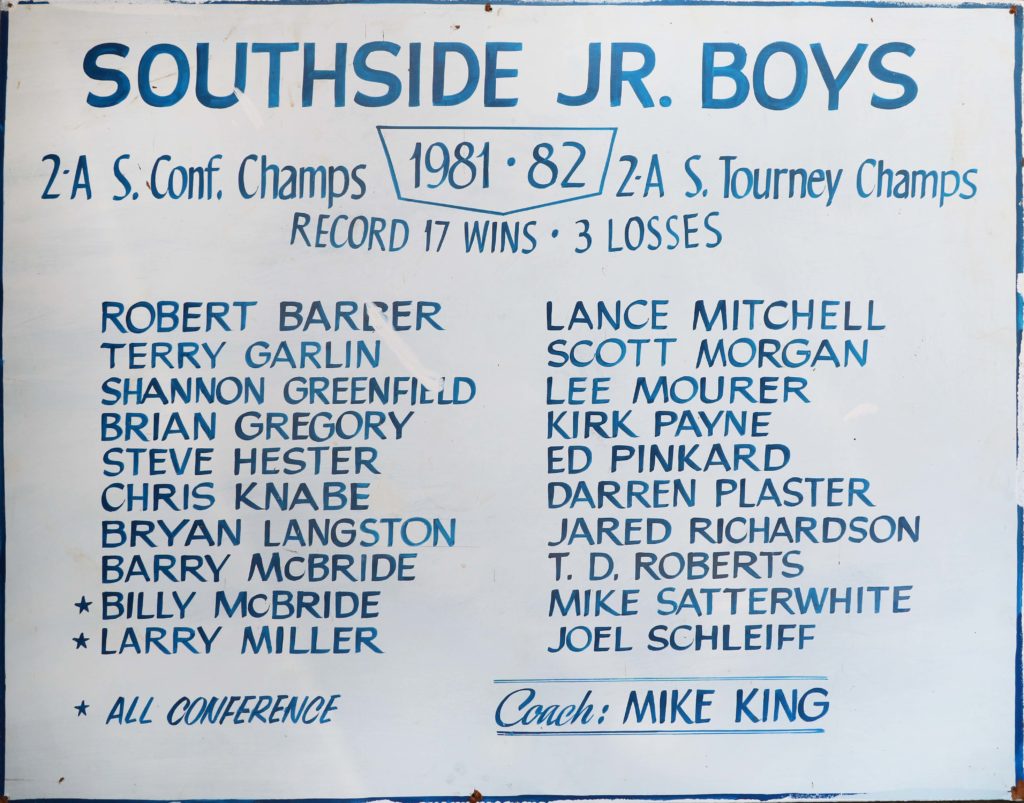 SOUTHSIDE JR. BOYS
2-A S. Conf. Champs 1981 · 82 2-A S. Tourney Champs
RECORD 17 WINS · 3 LOSSES
ROBERT BARBER
TERRY GARLIN
SHANNON GREENFIELD
BRIAN GREGORY
STEVE HESTER
CHRIS KNABE
BRYAN LANGSTON
BARRY McBRIDE
★ BILLY McBRIDE
★ LARRY MILLER
★ ALL CONFERENCE
LANCE MITCHELL
SCOTT MORGAN
LEE MOURER
KIRK PAYNE
ED PINKARD
DARREN PLASTER
JARED RICHARDSON
T. D. ROBERTS
MIKE SATTERWHITE
JOEL SCHLEIFF
Coach: MIKE KING